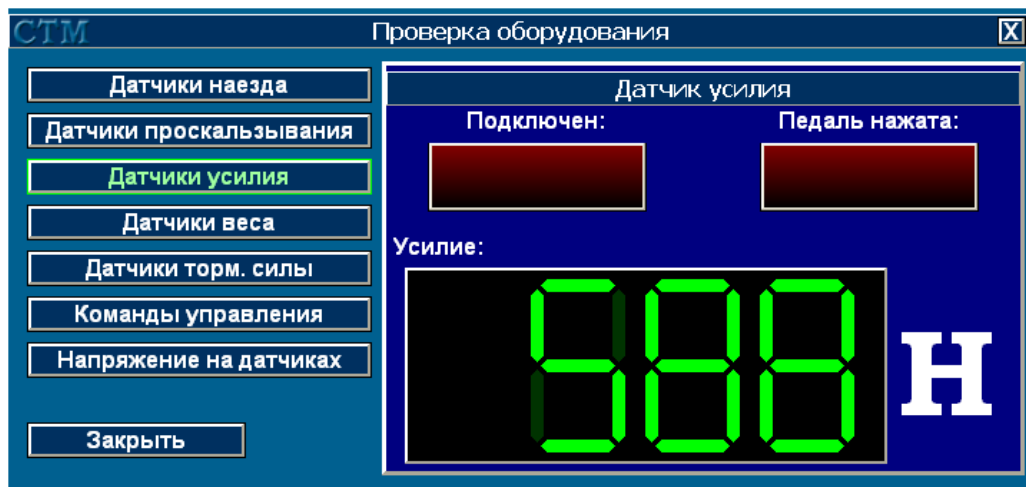 СТМ Проверка оборудования X
Датчики наезда
Датчики проскальзывания
Датчики усилия
Датчики веса
Датчики торм. силы
Команды управления
Напряжение на датчиках
Закрыть
Датчик усилия
Подключен: Педаль нажата:
Усилие:
588 Н